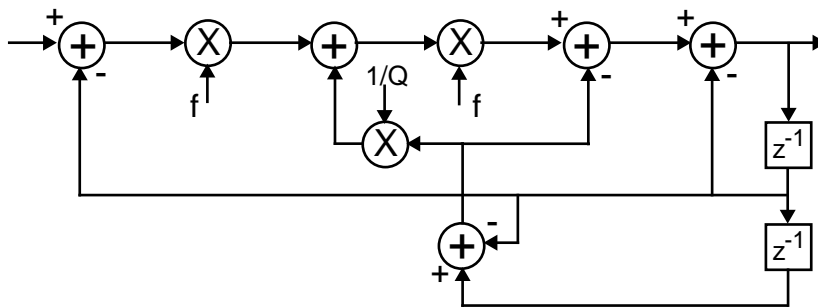 + + +
+ X + X + +
- - -
f 1/Q f
X z⁻¹
-
+ z⁻¹
+